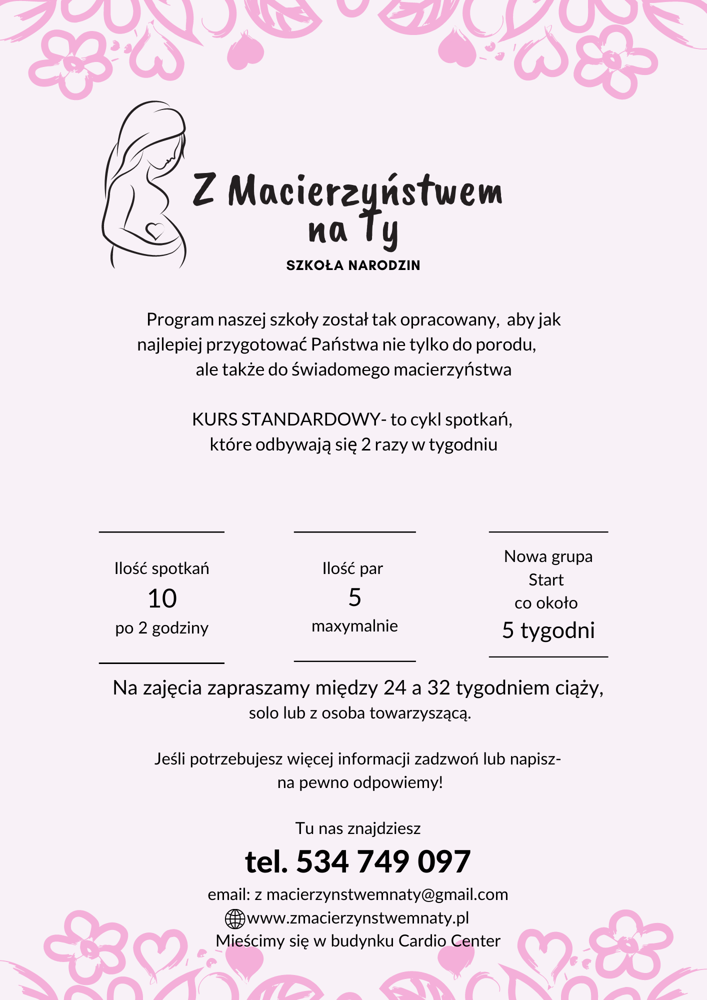 Z Macierzyństwem
na Ty
SZKOŁA NARODZIN
Program naszej szkoły został tak opracowany, aby jak
najlepiej przygotować Państwa nie tylko do porodu,
ale także do świadomego macierzyństwa
KURS STANDARDOWY- to cykl spotkań,
które odbywają się 2 razy w tygodniu
Ilość spotkań
10
po 2 godziny
Ilość par
5
maxymalnie
Nowa grupa
Start
co około
5 tygodni
Na zajęcia zapraszamy między 24 a 32 tygodniem ciąży,
solo lub z osoba towarzyszącą.
Jeśli potrzebujesz więcej informacji zadzwoń lub napisz-
na pewno odpowiemy!
Tu nas znajdziesz
tel. 534 749 097
email: z macierzynstwemnaty@gmail.com
www.zmacierzynstwemnaty.pl
Mieścimy się w budynku Cardio Center